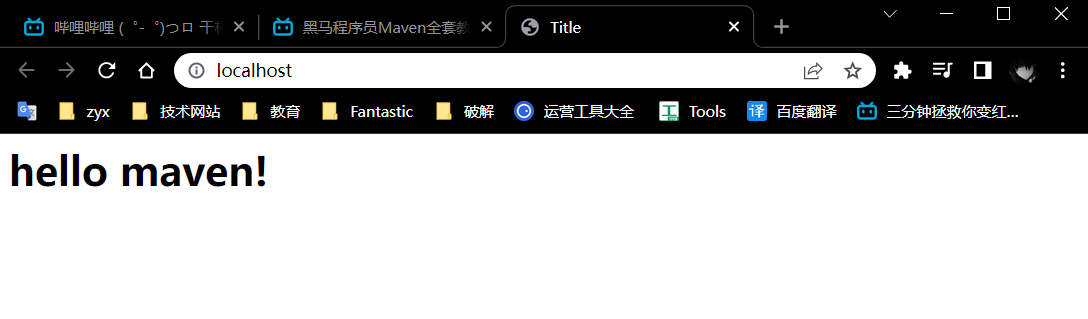 哔哩哔哩 ( ゜- ゜)つロ 干杯
黑马程序员Maven全套教
Title
localhost
zyx
技术网站
教育
Fantastic
破解
运营工具大全
Tools
百度翻译
三分钟拯救你变红...
hello maven!